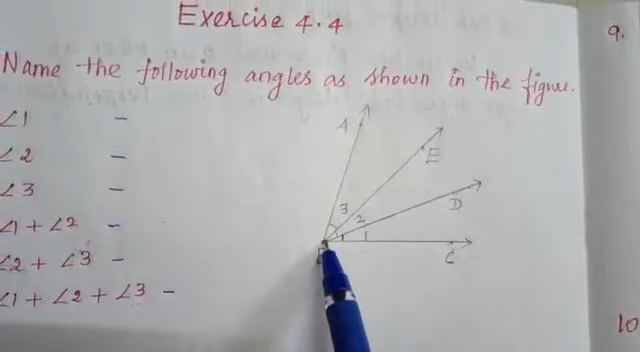 Exercise 4.4
9.
Name the following angles as shown in the figure.
∠1 -
∠2 -
∠3 -
∠1 + ∠2 -
∠2 + ∠3 -
∠1 + ∠2 + ∠3 -
A
E
D
3
2
1
C
10